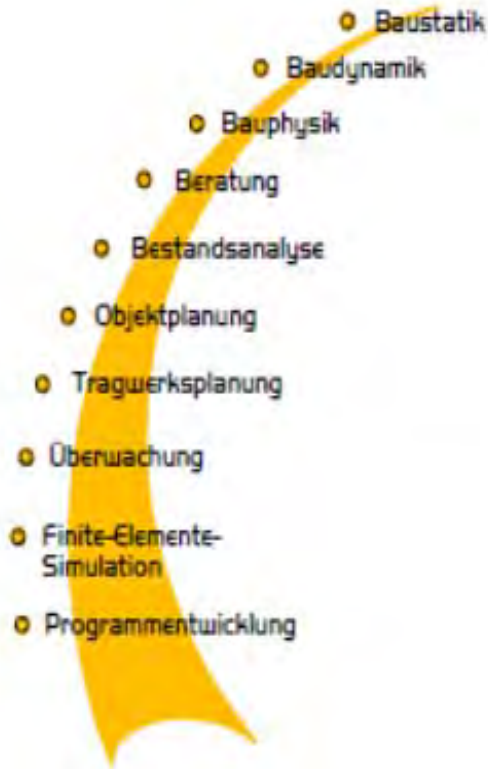 Baustatik
Baudynamik
Bauphysik
Beratung
Bestandsanalyse
Objektplanung
Tragwerksplanung
Überwachung
Finite-Elemente-
Simulation
Programmentwicklung